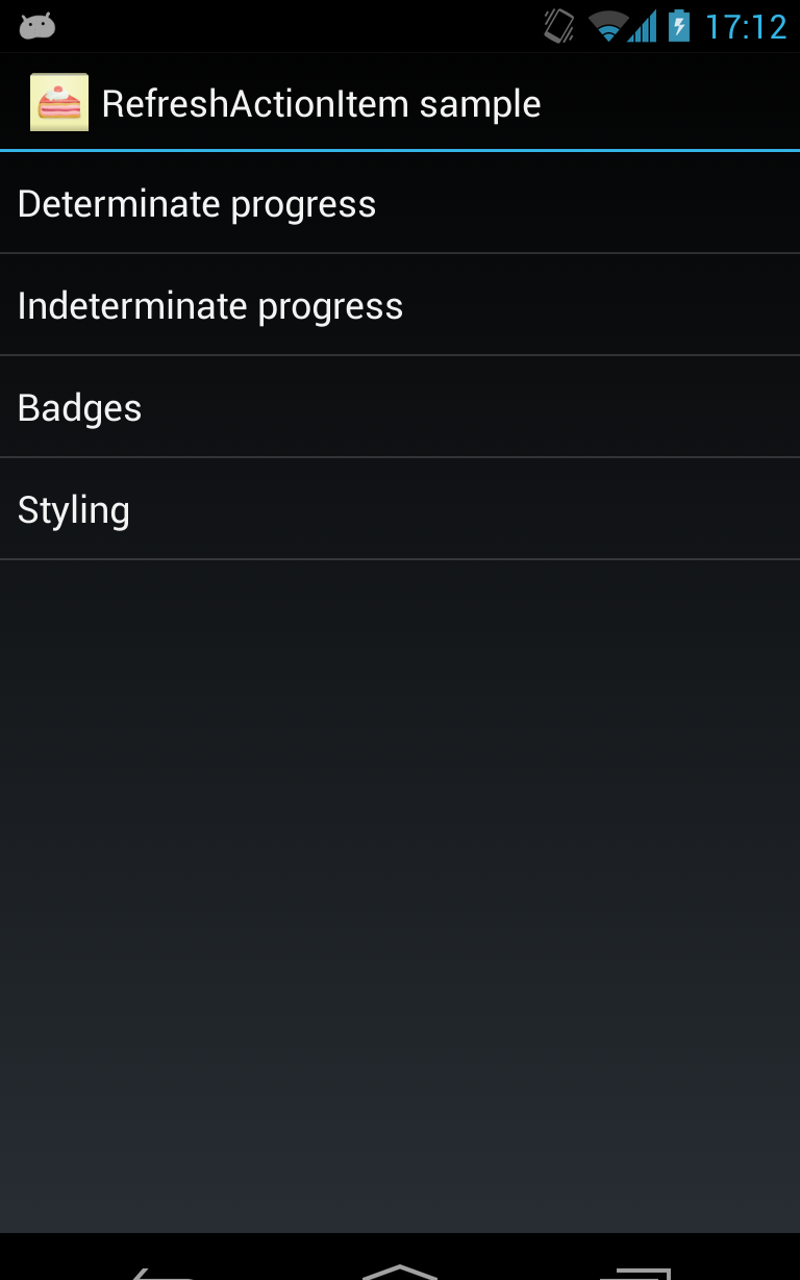 17:12
RefreshActionItem sample
Determinate progress
Indeterminate progress
Badges
Styling